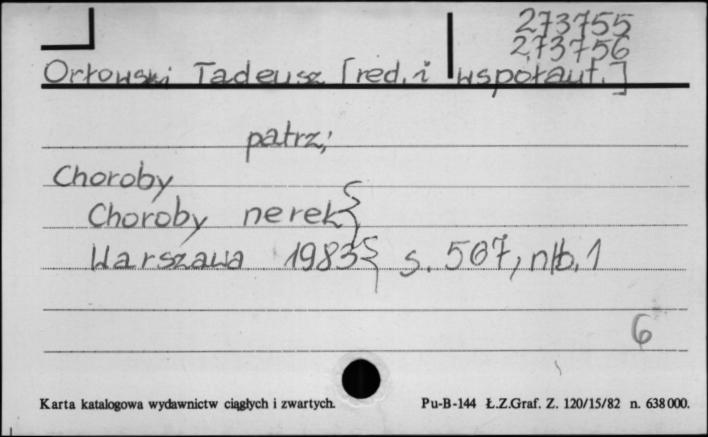 273755
273756
Orłowski Tadeusz [red. i współaut.]
patrz:
Choroby
Choroby nerek
Warszawa 1983 s. 507, nlb. 1
6
Karta katalogowa wydawnictw ciągłych i zwartych.
Pu-B-144 Ł.Z.Graf. Z. 120/15/82 n. 638000.